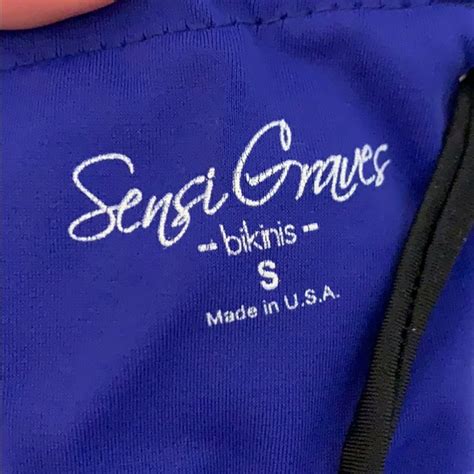 Sensi Graves
- bikinis -
S
Made in U.S.A.